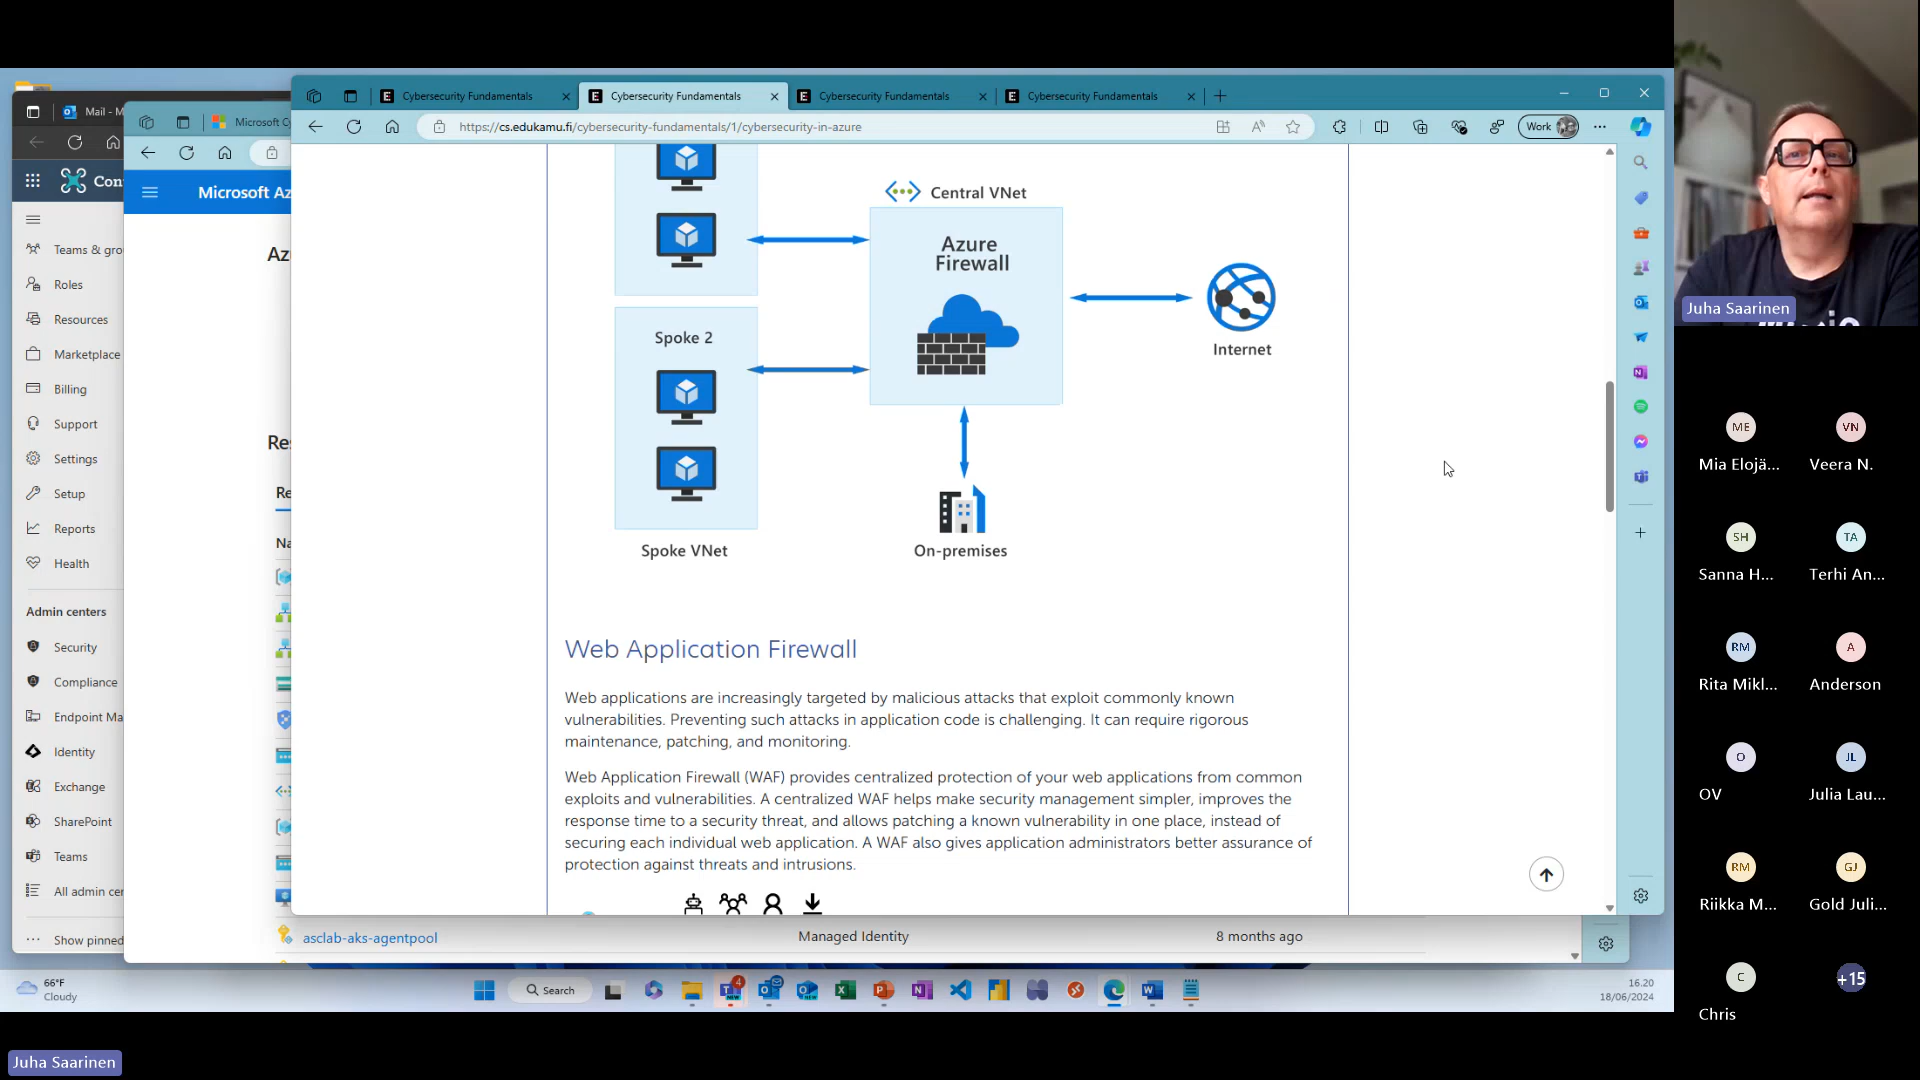 Mail - M
Microsoft Cy
Cybersecurity Fundamentals
Cybersecurity Fundamentals
Cybersecurity Fundamentals
Cybersecurity Fundamentals
https://cs.edukamu.fi/cybersecurity-fundamentals/1/cybersecurity-in-azure
Work
Con
Microsoft Az
Teams & gro
Roles
Resources
Marketplace
Billing
Support
Settings
Setup
Reports
Health
Admin centers
Security
Compliance
Endpoint Ma
Identity
Exchange
SharePoint
Teams
All admin cer
Show pinned
Az
Res
Re
Na
Central VNet
Azure
Firewall
Internet
Spoke 2
Spoke VNet
On-premises
Web Application Firewall
Web applications are increasingly targeted by malicious attacks that exploit commonly known
vulnerabilities. Preventing such attacks in application code is challenging. It can require rigorous
maintenance, patching, and monitoring.
Web Application Firewall (WAF) provides centralized protection of your web applications from common
exploits and vulnerabilities. A centralized WAF helps make security management simpler, improves the
response time to a security threat, and allows patching a known vulnerability in one place, instead of
securing each individual web application. A WAF also gives application administrators better assurance of
protection against threats and intrusions.
asclab-aks-agentpool
Managed Identity
8 months ago
66°F
Cloudy
Search
4
NEW
16.20
18/06/2024
Juha Saarinen
Juha Saarinen
ME
Mia Elojä...
VN
Veera N.
SH
Sanna H...
TA
Terhi An...
RM
Rita Mikl...
A
Anderson
O
OV
JL
Julia Lau...
RM
Riikka M...
GJ
Gold Juli...
C
Chris
+15